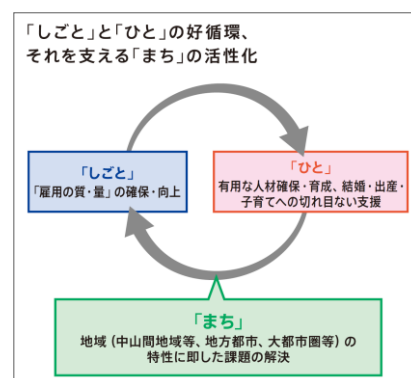 「しごと」と「ひと」の好循環、
それを支える「まち」の活性化
「しごと」
「雇用の質・量」の確保・向上
「ひと」
有用な人材確保・育成、結婚・出産・
子育てへの切れ目ない支援
「まち」
地域(中山間地域等、地方都市、大都市圏等)の
特性に即した課題の解決